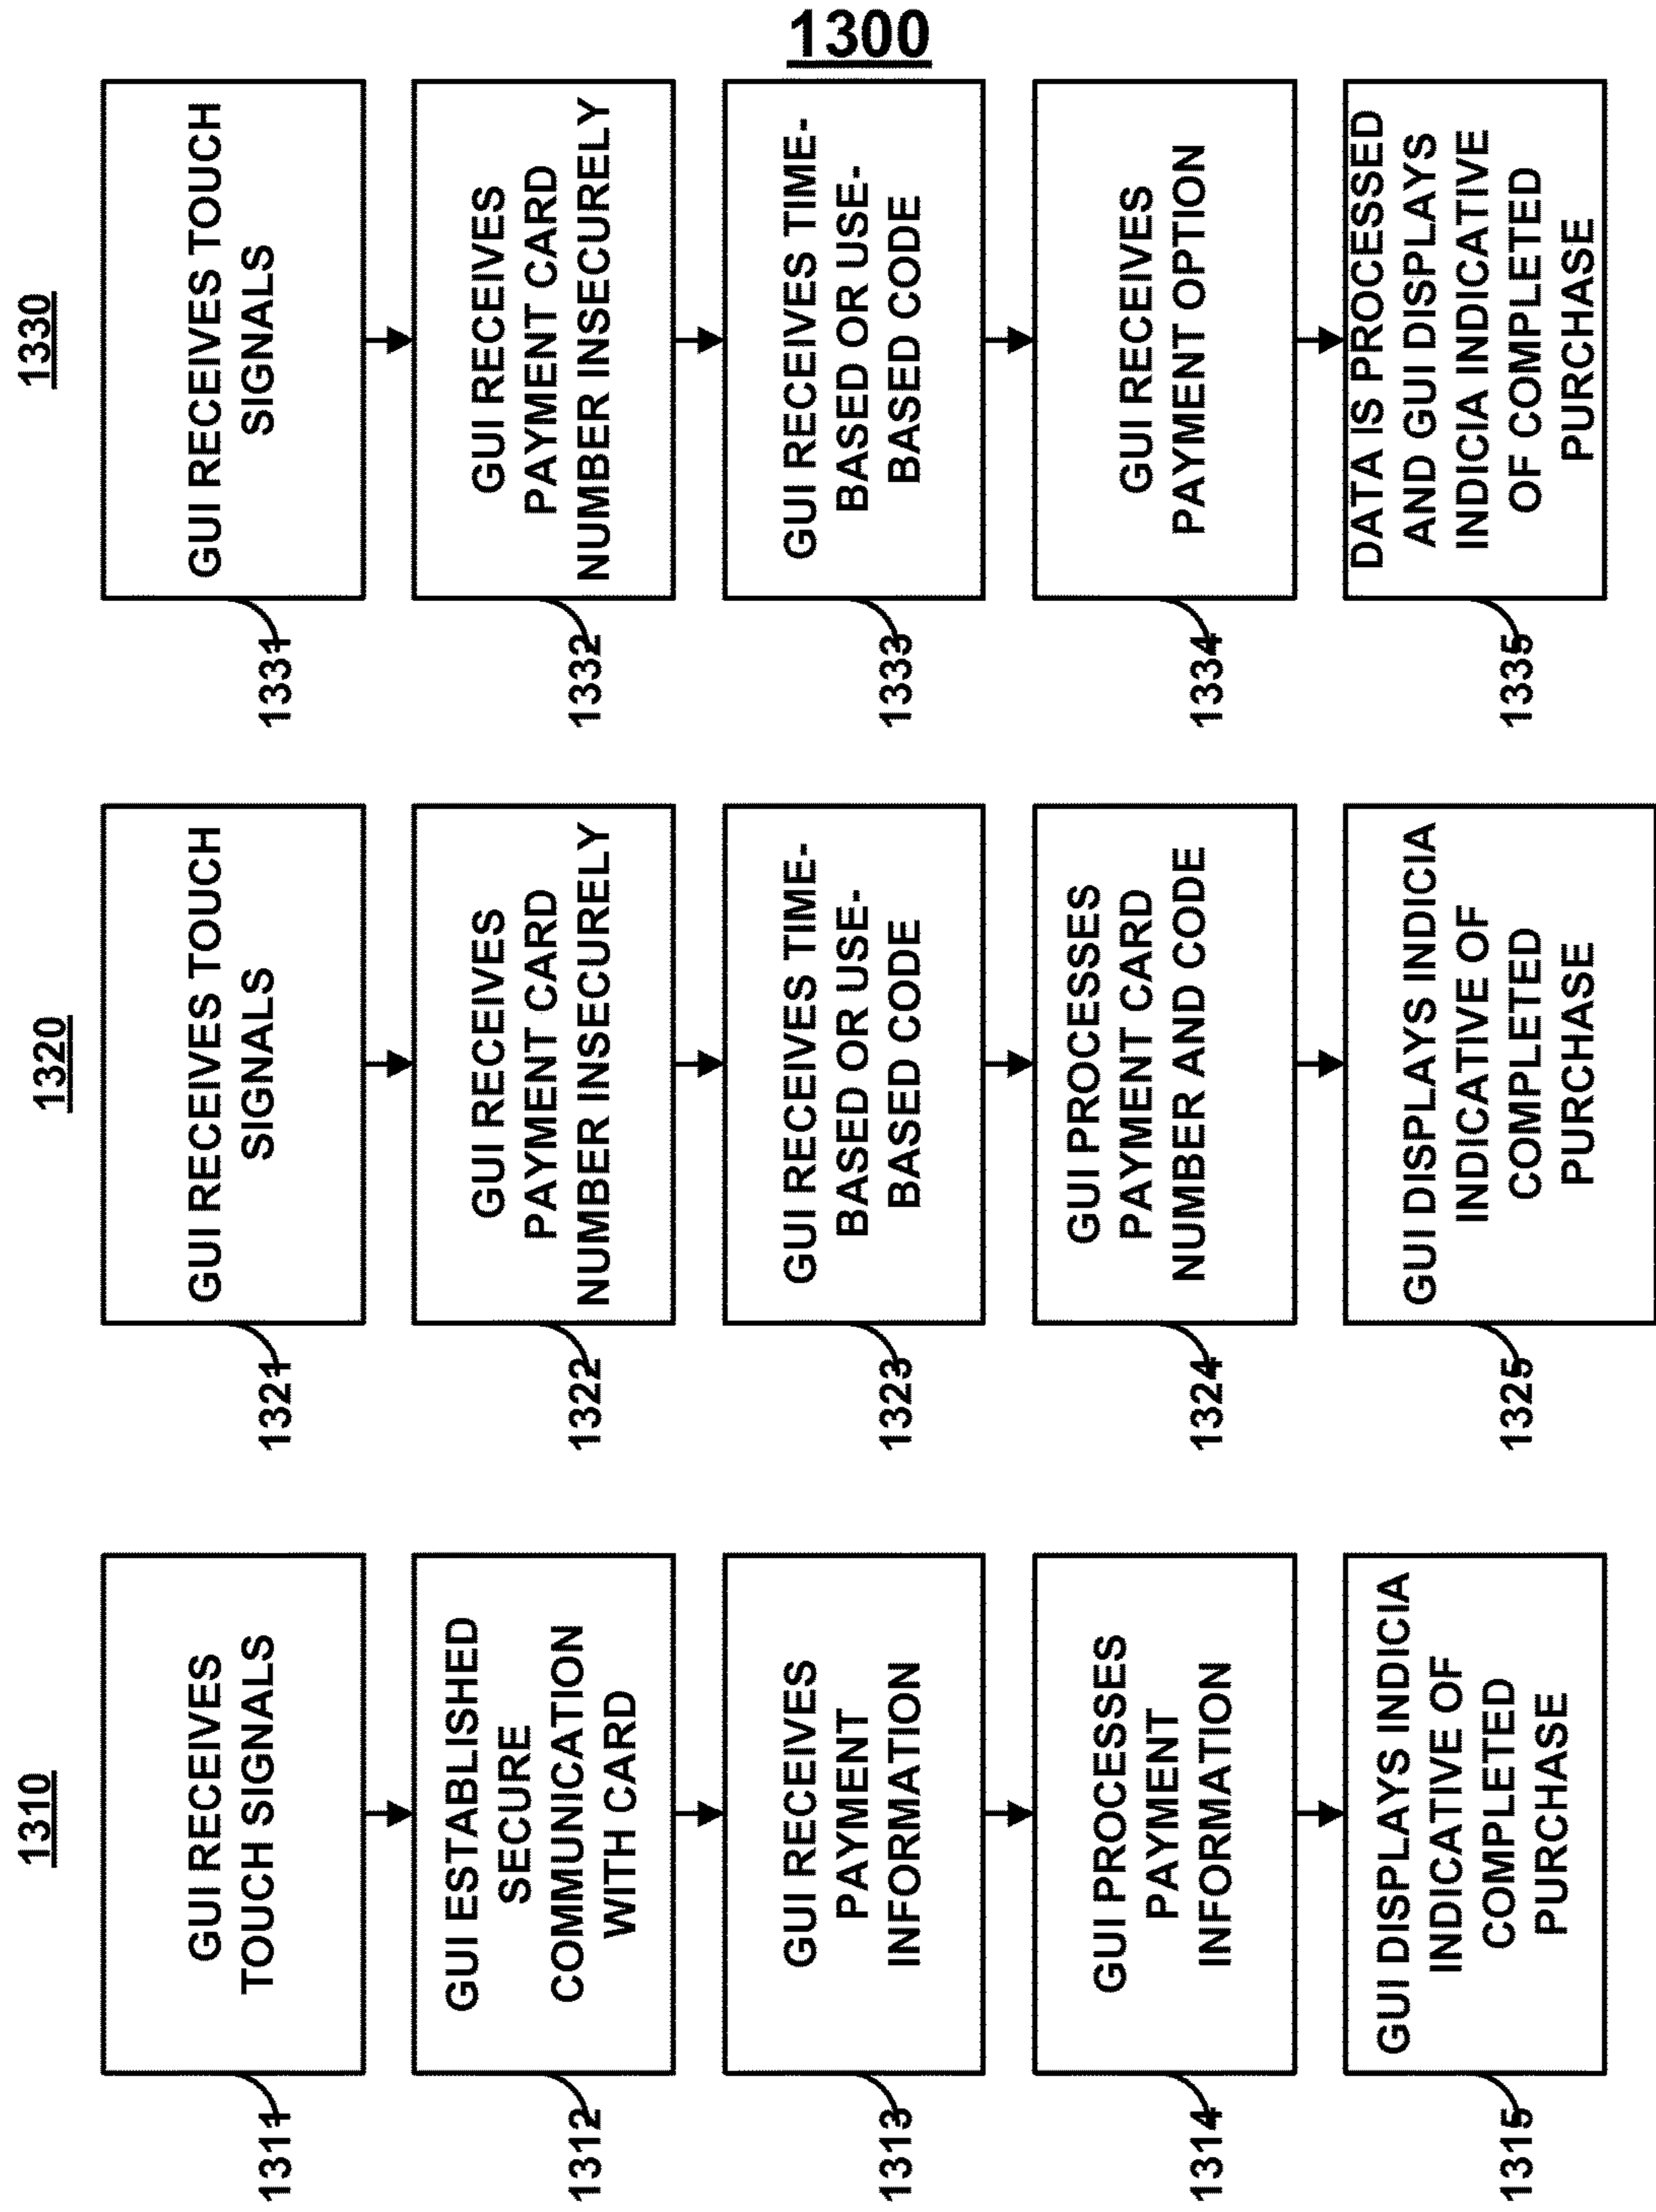 1310
1311
GUI RECEIVES
TOUCH SIGNALS
1312
GUI ESTABLISHED
SECURE
COMMUNICATION
WITH CARD
1313
GUI RECEIVES
PAYMENT
INFORMATION
1314
GUI PROCESSES
PAYMENT
INFORMATION
1315
GUI DISPLAYS INDICIA
INDICATIVE OF
COMPLETED
PURCHASE
1320
1321
GUI RECEIVES TOUCH
SIGNALS
1322
GUI RECEIVES
PAYMENT CARD
NUMBER INSECURELY
1323
GUI RECEIVES TIME-
BASED OR USE-
BASED CODE
1324
GUI PROCESSES
PAYMENT CARD
NUMBER AND CODE
1325
GUI DISPLAYS INDICIA
INDICATIVE OF
COMPLETED
PURCHASE
1330
1331
GUI RECEIVES TOUCH
SIGNALS
1332
GUI RECEIVES
PAYMENT CARD
NUMBER INSECURELY
1333
GUI RECEIVES TIME-
BASED OR USE-
BASED CODE
1334
GUI RECEIVES
PAYMENT OPTION
1335
DATA IS PROCESSED
AND GUI DISPLAYS
INDICIA INDICATIVE
OF COMPLETED
PURCHASE
1300